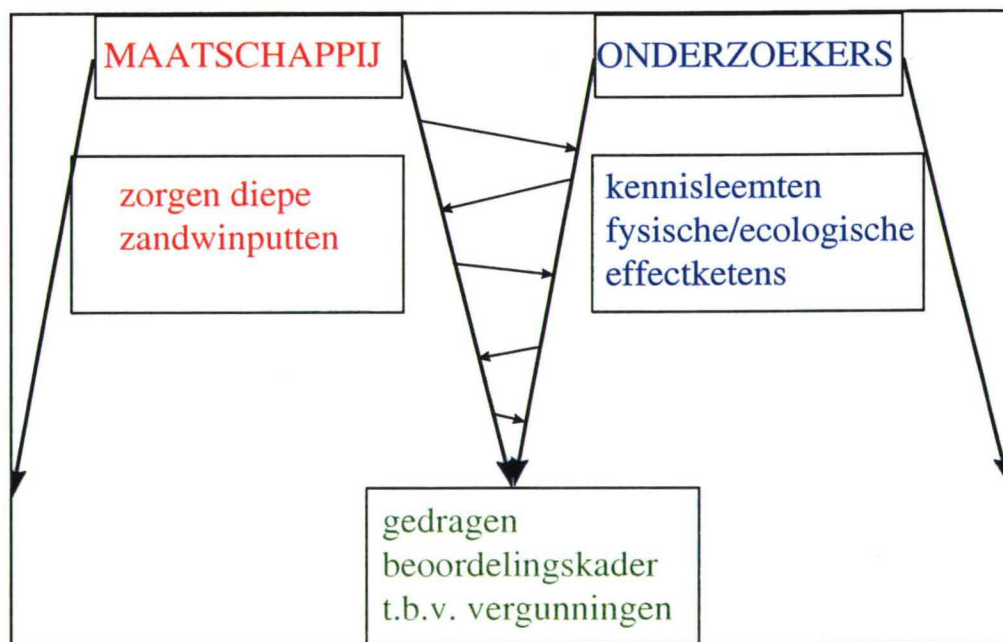 MAATSCHAPPIJ
ONDERZOEKERS
zorgen diepe
zandwinputten
kennisleemten
fysische/ecologische
effectketens
gedragen
beoordelingskader
t.b.v. vergunningen